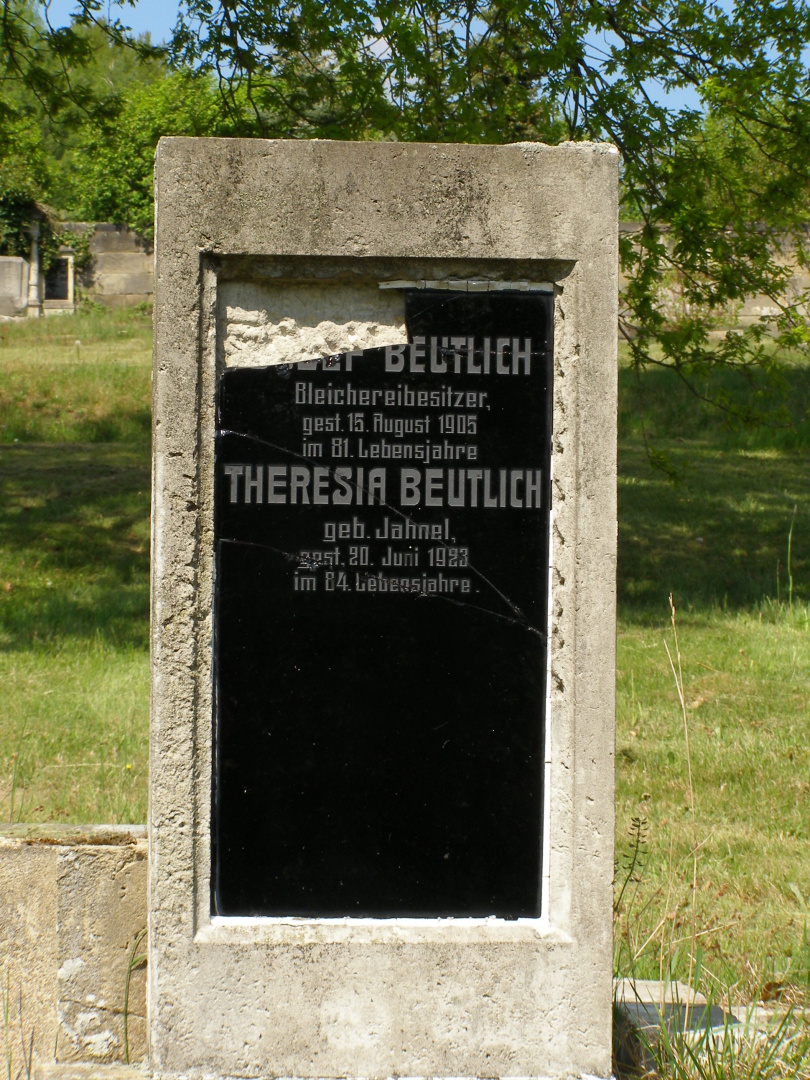 BEUTLICH
Bleichereibesitzer,
gest. 15. August 1905
im 81. Lebensjahre
THERESIA BEUTLICH
geb. Jahnel,
gest. 20. Juni 1923
im 84. Lebensjahre.